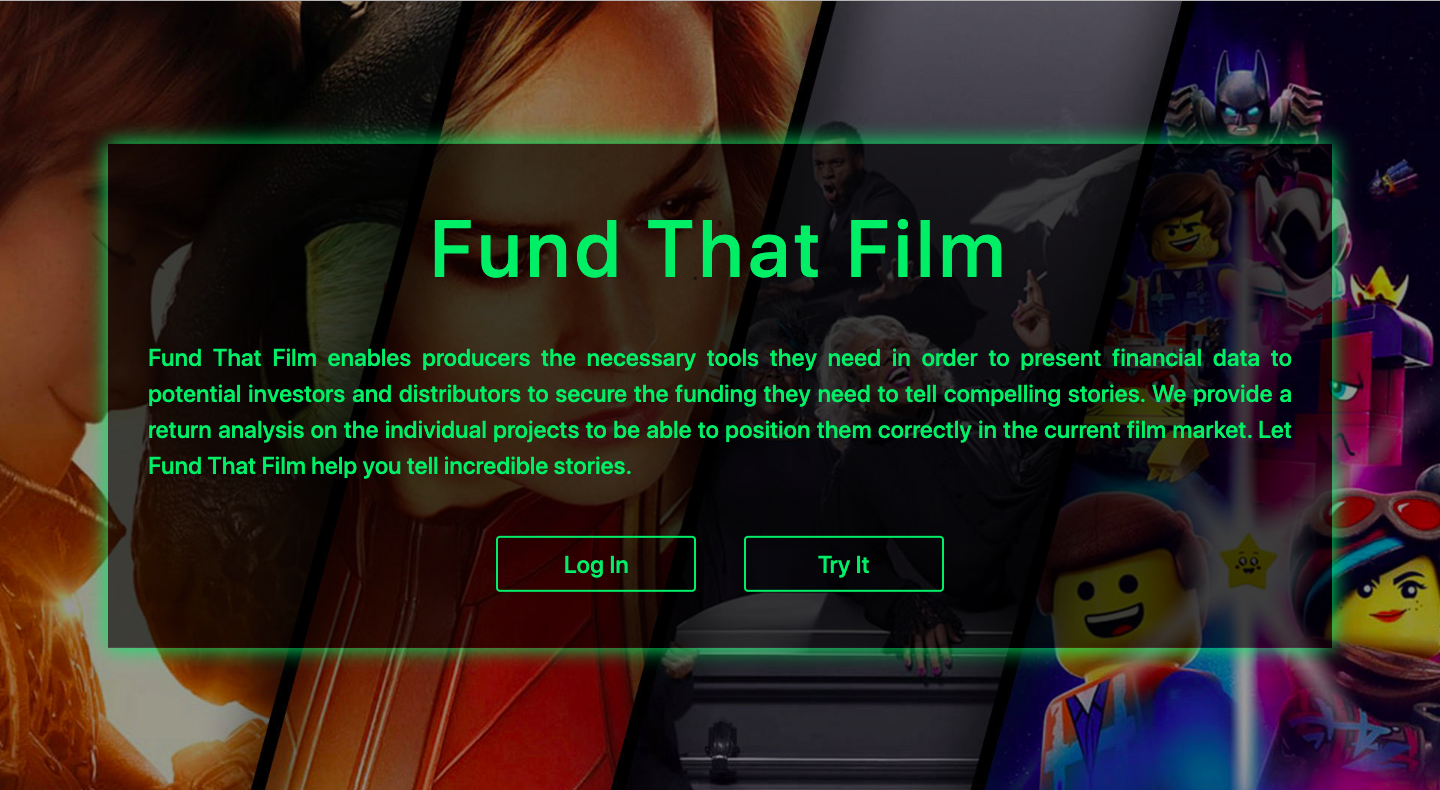 Fund That Film
Fund That Film enables producers the necessary tools they need in order to present financial data to
potential investors and distributors to secure the funding they need to tell compelling stories. We provide a
return analysis on the individual projects to be able to position them correctly in the current film market. Let
Fund That Film help you tell incredible stories.
Log In
Try It